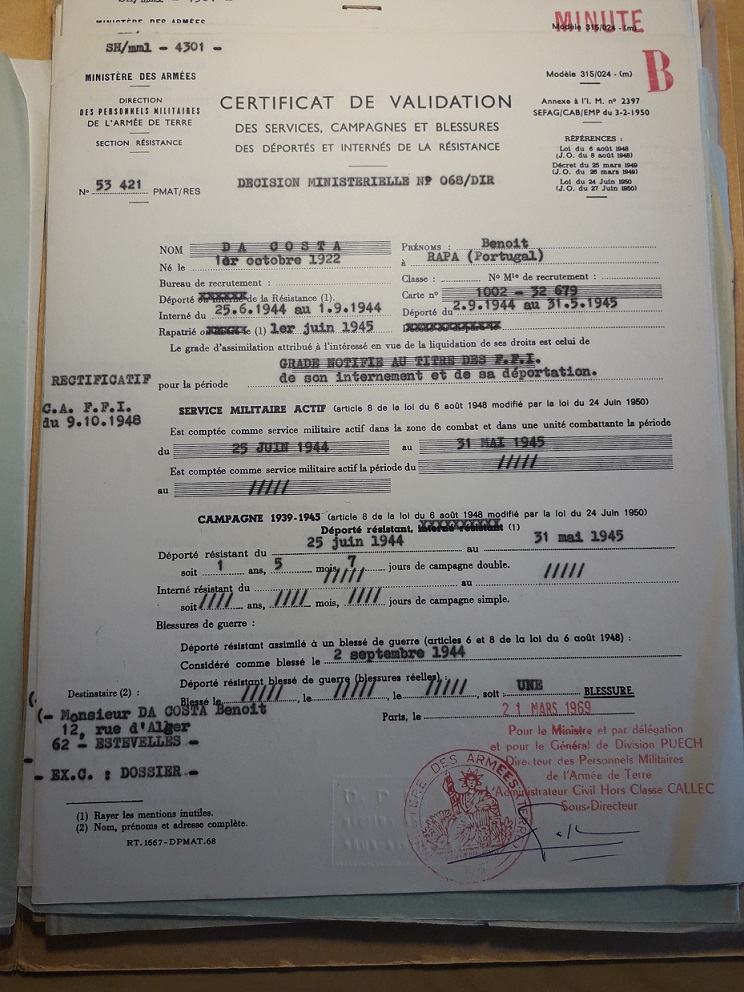 MINISTÈRE DES ARMÉES
MINUTE
Modèle 315/024 - (m)
SH/mml - 4301 -
MINISTÈRE DES ARMÉES
DIRECTION
DES PERSONNELS MILITAIRES
DE L'ARMÉE DE TERRE
SECTION RÉSISTANCE
N° 53 421 PMAT/RES
CERTIFICAT DE VALIDATION
DES SERVICES, CAMPAGNES ET BLESSURES
DES DÉPORTÉS ET INTERNÉS DE LA RÉSISTANCE
DECISION MINISTERIELLE N° 068/DIR
Modèle 315/024 - (m)
B
Annexe à l'I. M. n° 2397
SEFAG/CAB/EMP du 3-2-1950
RÉFÉRENCES :
Loi du 6 août 1948
(J.O. du 8 août 1948)
Décret du 25 mars 1949
(J.O. du 26 mars 1949)
Loi du 24 Juin 1950
(J.O. du 27 Juin 1950)
NOM DA COSTA PRÉNOMS : Benoit
Né le 1er octobre 1922 à RAPA (Portugal)
Bureau de recrutement : Classe : N° Mle de recrutement :
Déporté ou interné de la Résistance (1). Carte n° 1002 - 32 679
Interné du 25.6.1944 au 1.9.1944 Déporté du 2.9.1944 au 31.5.1945
Rapatrié (1) 1er juin 1945
Le grade d'assimilation attribué à l'intéressé en vue de la liquidation de ses droits est celui de
GRADE NOTIFIE AU TITRE DES F.F.I.
RECTIFICATIF pour la période de son internement et de sa déportation.
C.A. F.F.I.
du 9.10.1948
SERVICE MILITAIRE ACTIF (article 8 de la loi du 6 août 1948 modifié par la loi du 24 Juin 1950)
Est comptée comme service militaire actif dans la zone de combat et dans une unité combattante la période
du 25 JUIN 1944 au 31 MAI 1945
Est comptée comme service militaire actif la période du /////
au /////
CAMPAGNE 1939-1945 (article 8 de la loi du 6 août 1948 modifié par la loi du 24 Juin 1950)
Déporté résistant, interné résistant (1)
Déporté résistant du 25 juin 1944 au 31 mai 1945
soit 1 ans, 5 mois, 7 jours de campagne double.
Interné résistant du ///// au /////
soit //// ans, //// mois, //// jours de campagne simple.
Blessures de guerre :
Déporté résistant assimilé à un blessé de guerre (articles 6 et 8 de la loi du 6 août 1948) :
Considéré comme blessé le 2 septembre 1944
Déporté résistant blessé de guerre (blessures réelles) :
Blessé le ///// , le ///// , le ///// , soit : UNE BLESSURE
Destinataire (2) :
(- Monsieur DA COSTA Benoit
12, rue d'Alger
62 - ESTEVELLES -
- EX.C. : DOSSIER -
Paris, le 21 MARS 1969
Pour le Ministre et par délégation
et pour le Général de Division PUECH
Directeur des Personnels Militaires
de l'Armée de Terre
L'Administrateur Civil Hors Classe CALLEC
Sous-Directeur
(1) Rayer les mentions inutiles.
(2) Nom, prénoms et adresse complète.
RT. 1667 - DPMAT. 68